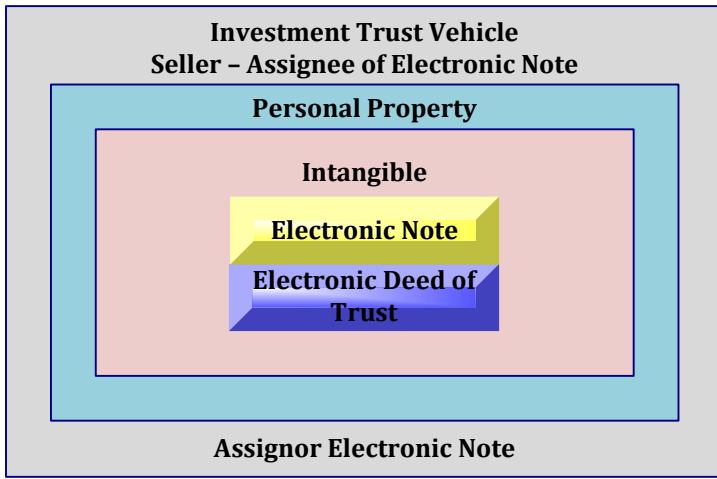 Investment Trust Vehicle
Seller – Assignee of Electronic Note
Personal Property
Intangible
Electronic Note
Electronic Deed of
Trust
Assignor Electronic Note